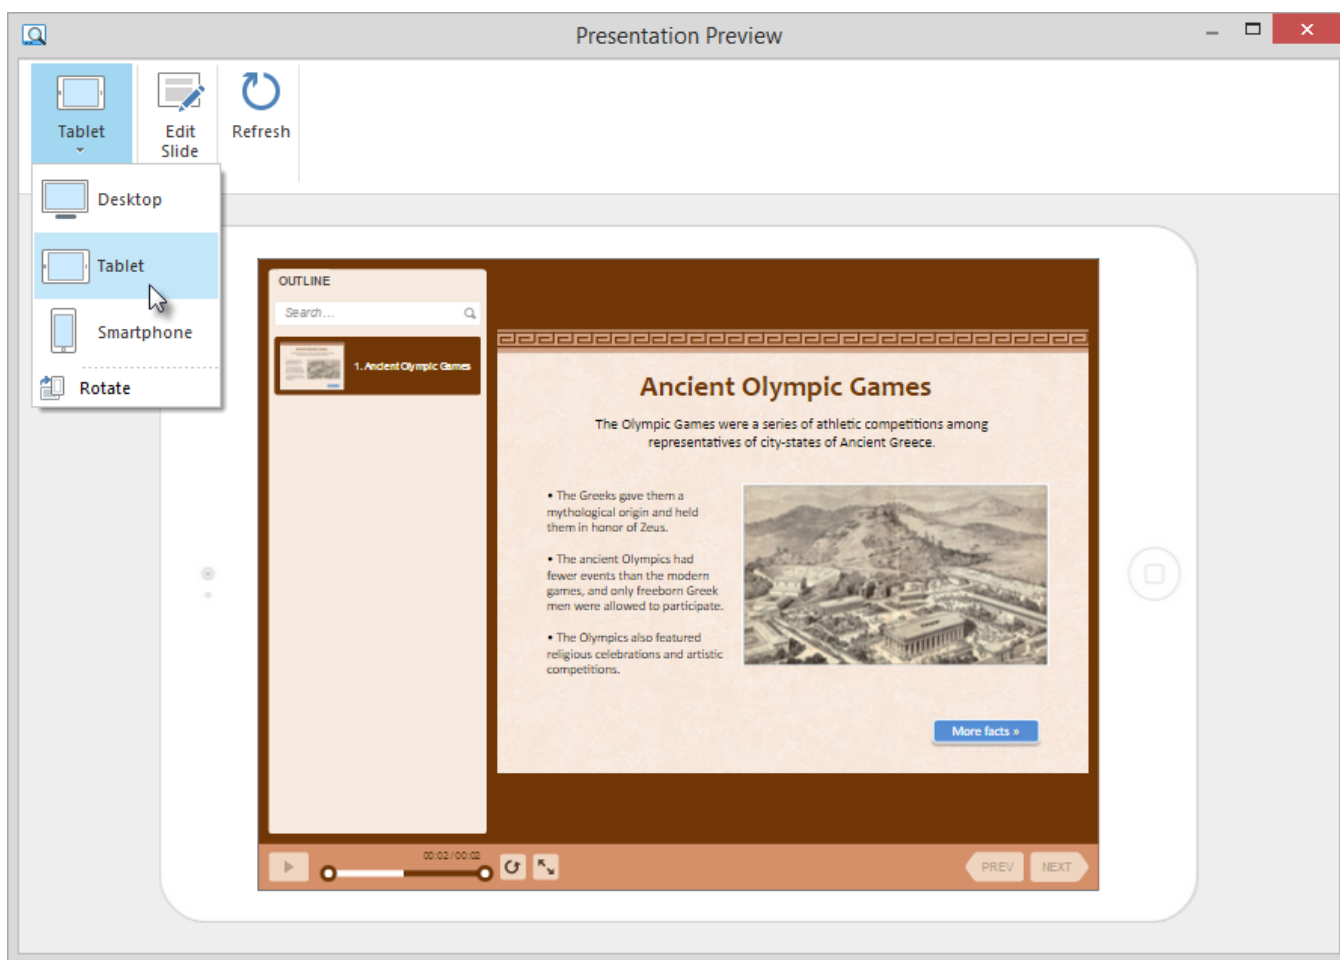 Presentation Preview
Tablet
Edit
Slide
Refresh
Desktop
Tablet
Smartphone
Rotate
OUTLINE
Search...
1. Ancient Olympic Games
Ancient Olympic Games
The Olympic Games were a series of athletic competitions among
representatives of city-states of Ancient Greece.
• The Greeks gave them a
mythological origin and held
them in honor of Zeus.
• The ancient Olympics had
fewer events than the modern
games, and only freeborn Greek
men were allowed to participate.
• The Olympics also featured
religious celebrations and artistic
competitions.
More facts »
00:02/00:02
PREV
NEXT